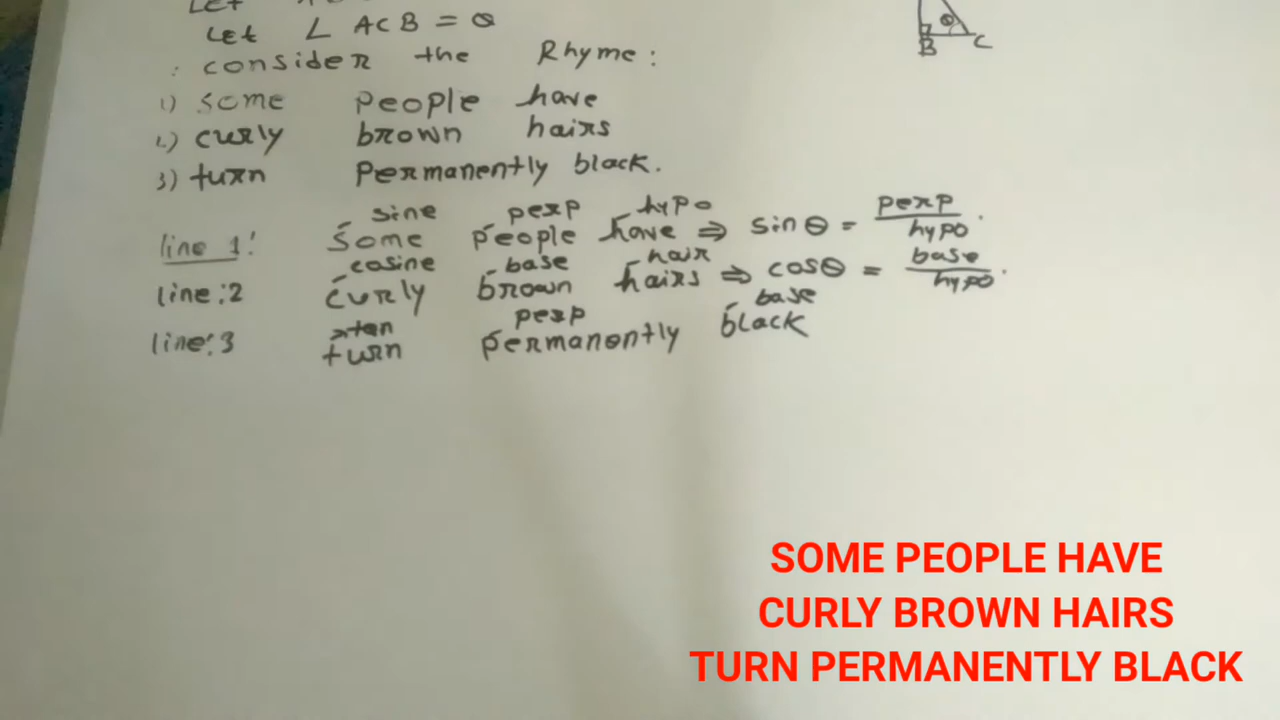 Let
Let ∠ ACB = θ
: consider the Rhyme:
1) some people have
2) curly brown hairs
3) turn Permanently black.
sine perp hypo
line 1: some people have ⇒ sin θ = perp/hypo.
cosine base hair
line:2 curly brown hairs ⇒ cosθ = base/hypo.
tan perp base
line:3 turn permanently black
θ
B C
SOME PEOPLE HAVE
CURLY BROWN HAIRS
TURN PERMANENTLY BLACK